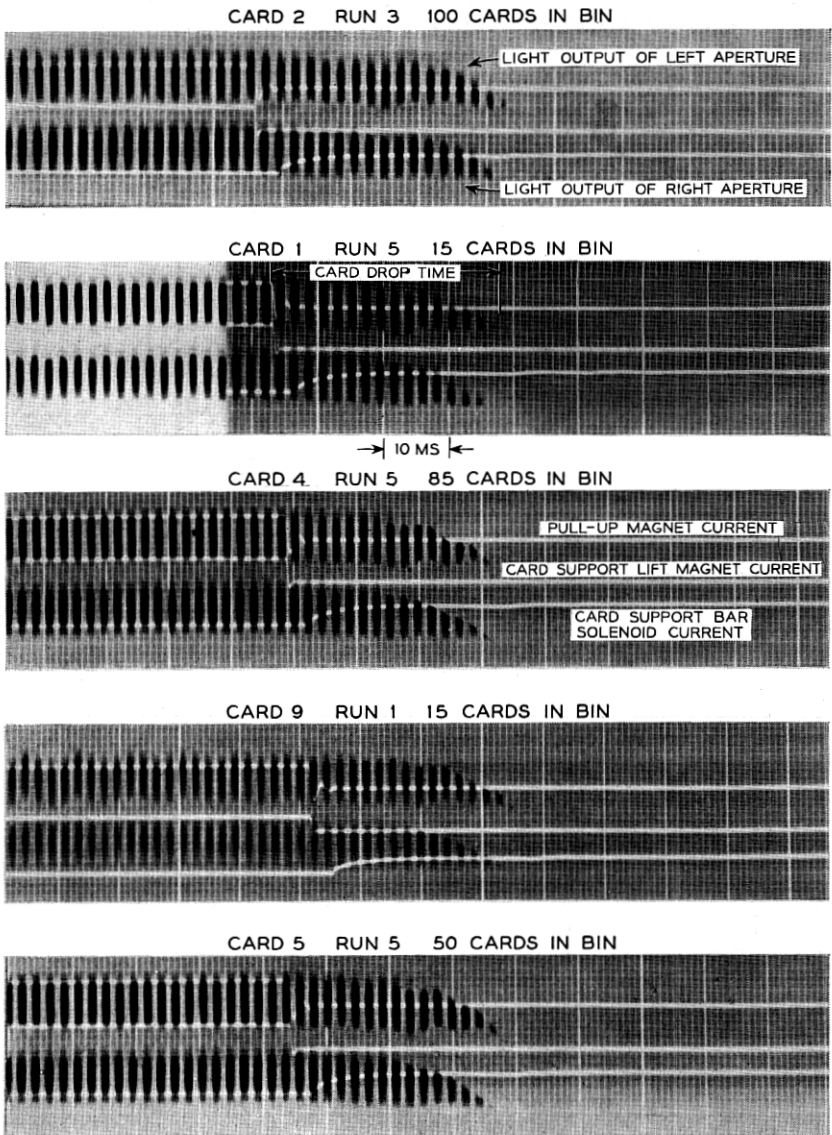 CARD 2 RUN 3 100 CARDS IN BIN
LIGHT OUTPUT OF LEFT APERTURE
LIGHT OUTPUT OF RIGHT APERTURE
CARD 1 RUN 5 15 CARDS IN BIN
CARD DROP TIME
10 MS
CARD 4 RUN 5 85 CARDS IN BIN
PULL-UP MAGNET CURRENT
CARD SUPPORT LIFT MAGNET CURRENT
CARD SUPPORT BAR
SOLENOID CURRENT
CARD 9 RUN 1 15 CARDS IN BIN
CARD 5 RUN 5 50 CARDS IN BIN